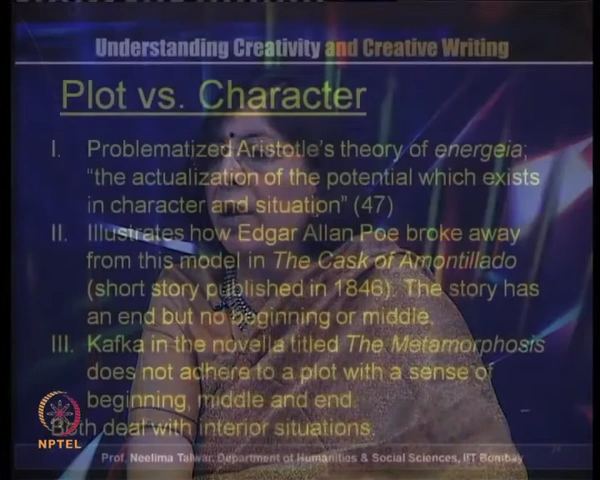 Understanding Creativity and Creative Writing
Plot vs. Character
I. Problematized Aristotle's theory of energeia;
"the actualization of the potential which exists
in character and situation" (47)
II. Illustrates how Edgar Allan Poe broke away
from this model in The Cask of Amontillado
(short story published in 1846). The story has
an end but no beginning or middle.
III. Kafka in the novella titled The Metamorphosis
does not adhere to a plot with a sense of
beginning, middle and end.
Both deal with interior situations.
NPTEL
Prof. Neelima Talwar, Department of Humanities & Social Sciences, IIT Bombay